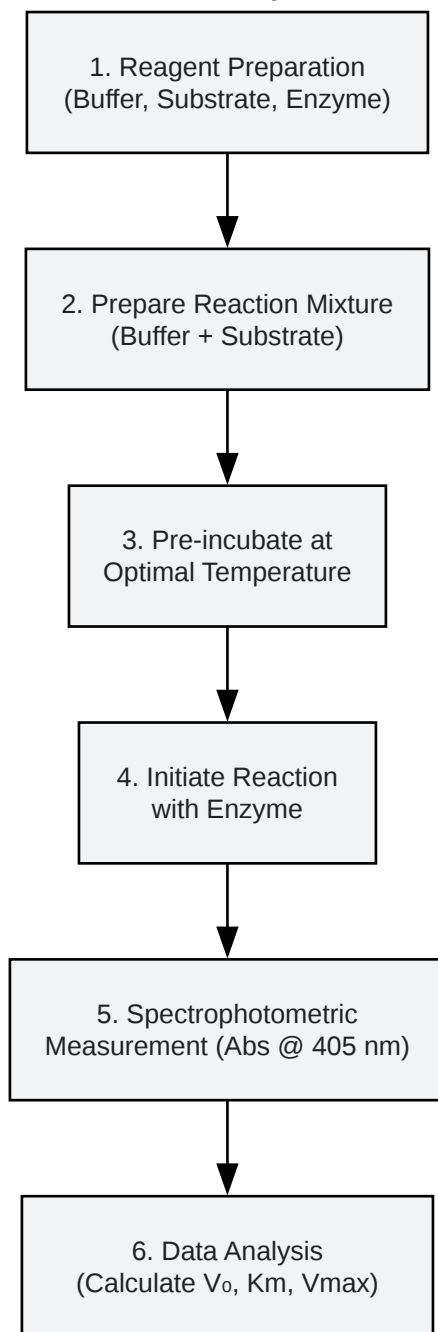 1. Reagent Preparation
(Buffer, Substrate, Enzyme)
2. Prepare Reaction Mixture
(Buffer + Substrate)
3. Pre-incubate at
Optimal Temperature
4. Initiate Reaction
with Enzyme
5. Spectrophotometric
Measurement (Abs @ 405 nm)
6. Data Analysis
(Calculate V₀, Km, Vmax)